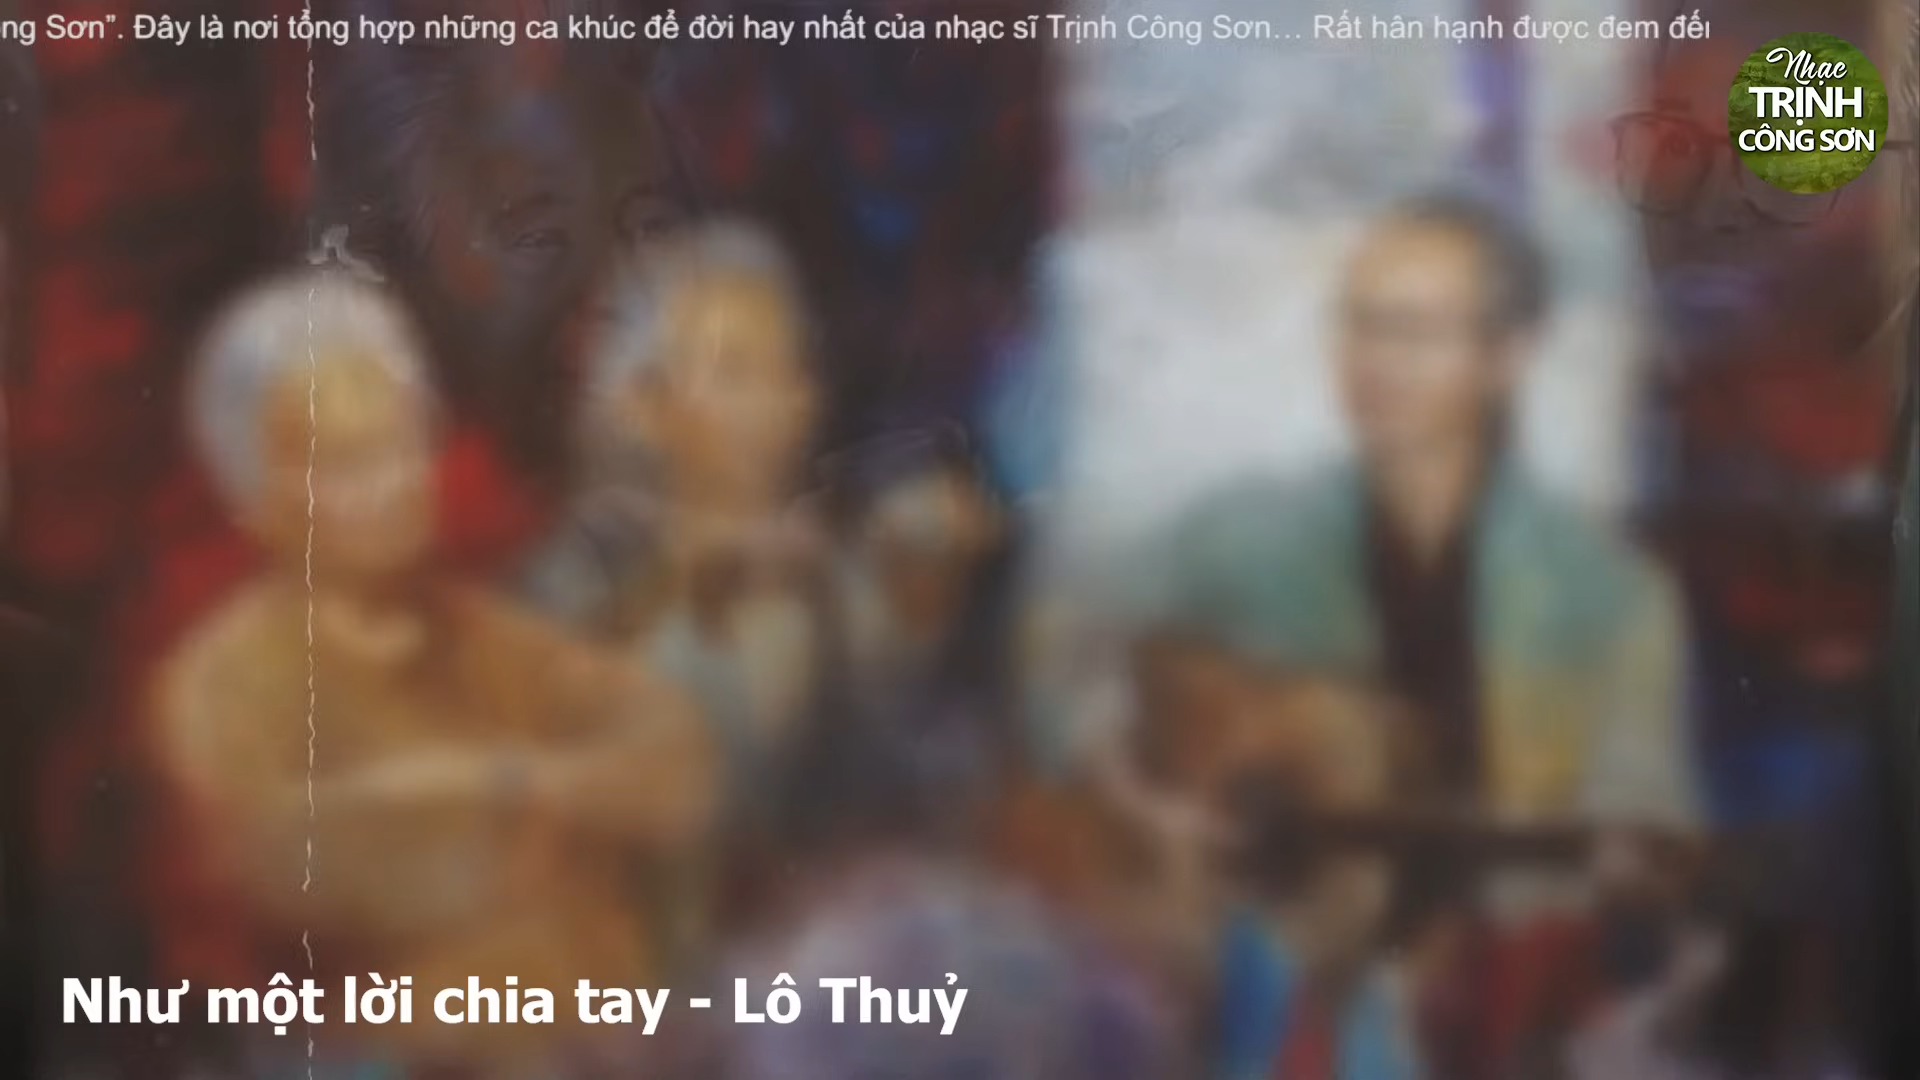 ng Sơn”. Đây là nơi tổng hợp những ca khúc để đời hay nhất của nhạc sĩ Trịnh Công Sơn… Rất hân hạnh được đem đến
Nhạc
TRỊNH
CÔNG SƠN
Như một lời chia tay - Lô Thuỷ